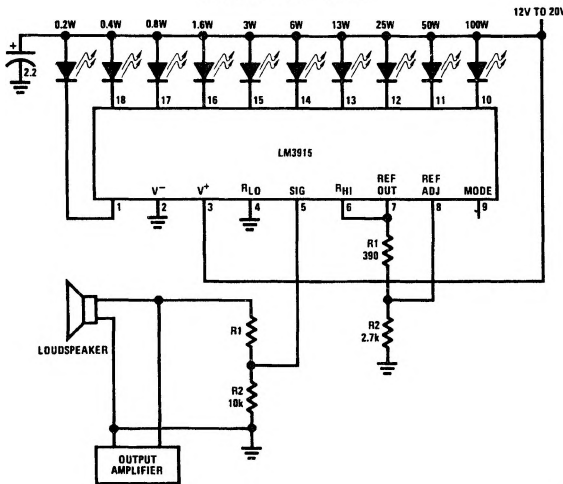 12V TO 20V
0.2W 0.4W 0.8W 1.6W 3W 6W 13W 25W 50W 100W
+
2.2
18 17 16 15 14 13 12 11 10
LM3915
V− V+ RLO SIG RHI REF OUT REF ADJ MODE
1 2 3 4 5 6 7 8 9
R1
390
R2
2.7k
LOUDSPEAKER
R1
R2
10k
OUTPUT
AMPLIFIER